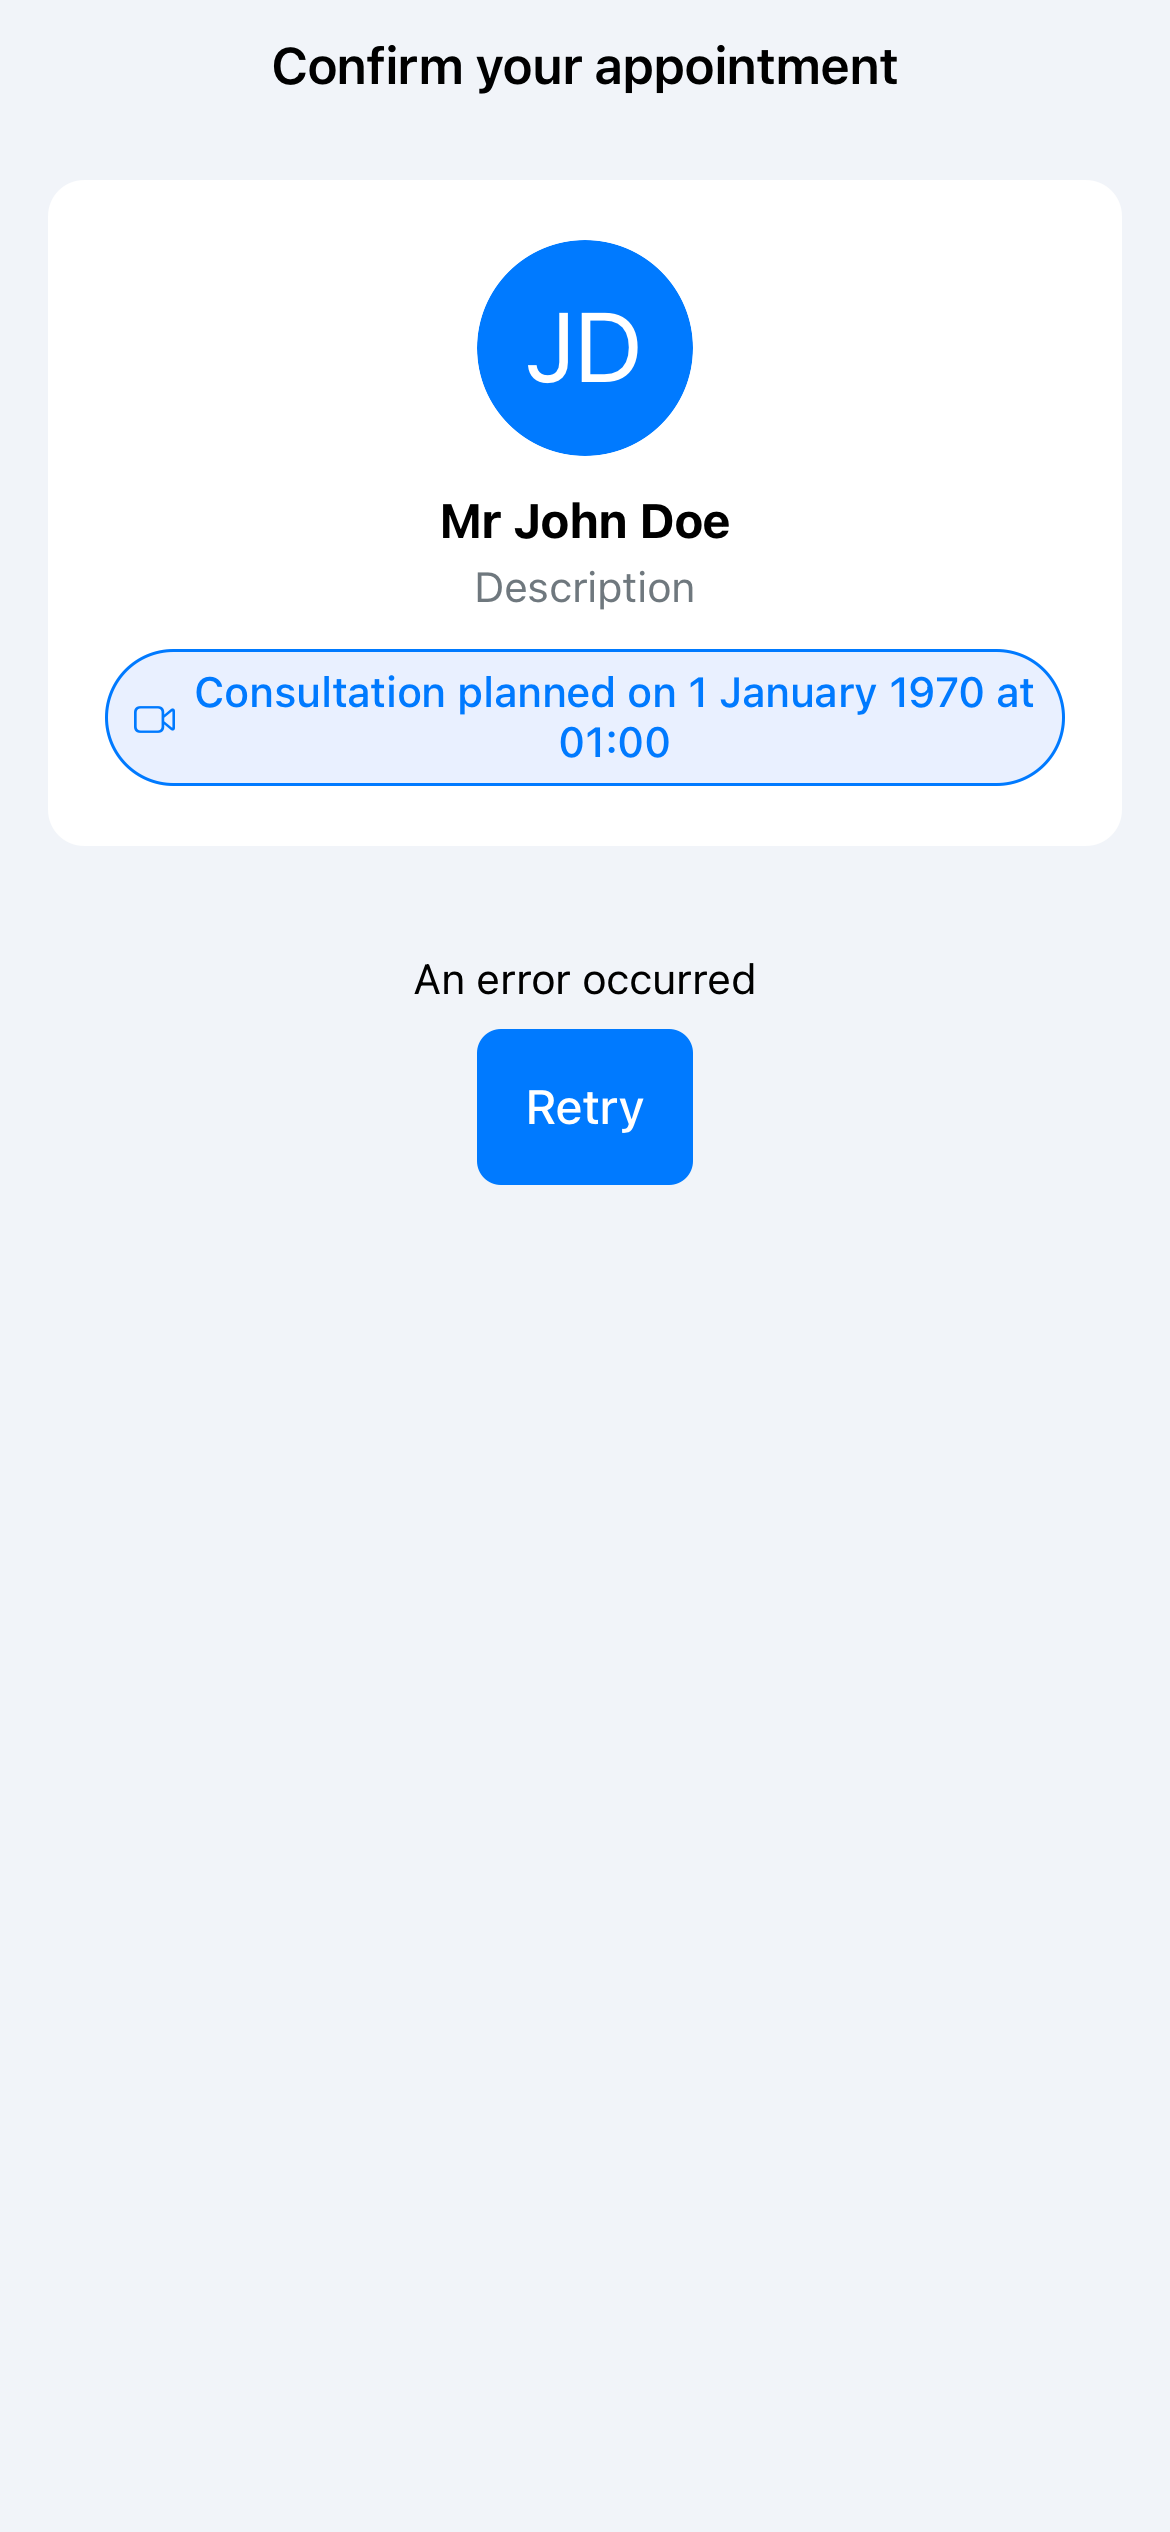 Confirm your appointment
JD
Mr John Doe
Description
Consultation planned on 1 January 1970 at
01:00
An error occurred
Retry